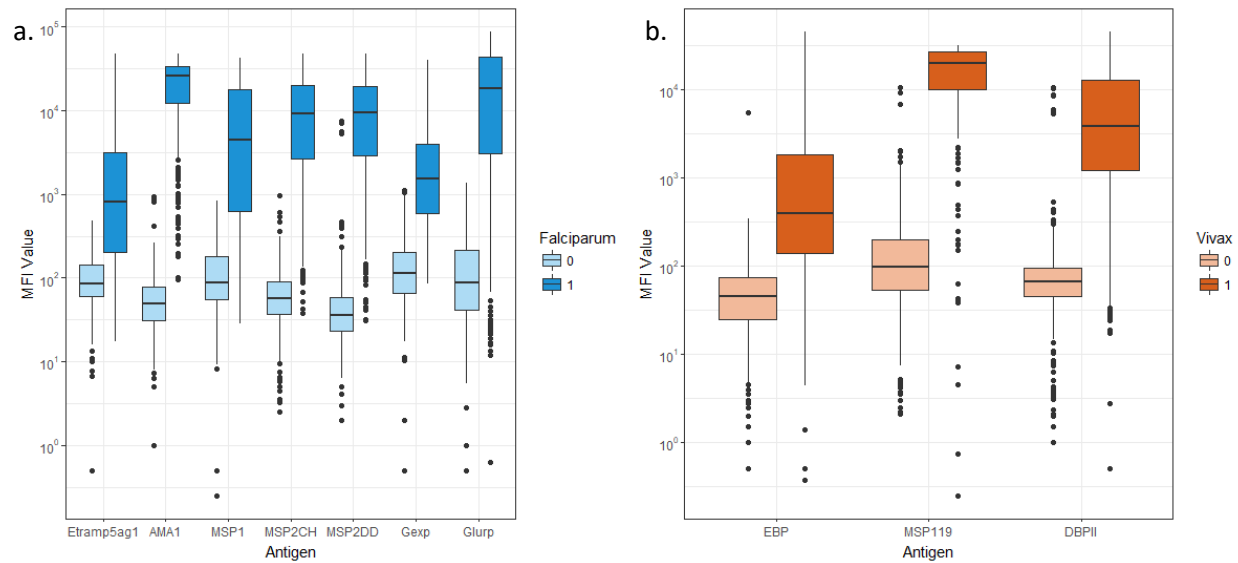 a.
MFI Value
10^5
10^4
10^3
10^2
10^1
10^0
Etramp5ag1 AMA1 MSP1 MSP2CH MSP2DD Gexp Glurp
Antigen
Falciparum
0
1
b.
MFI Value
10^4
10^3
10^2
10^1
10^0
EBP MSP119 DBPII
Antigen
Vivax
0
1